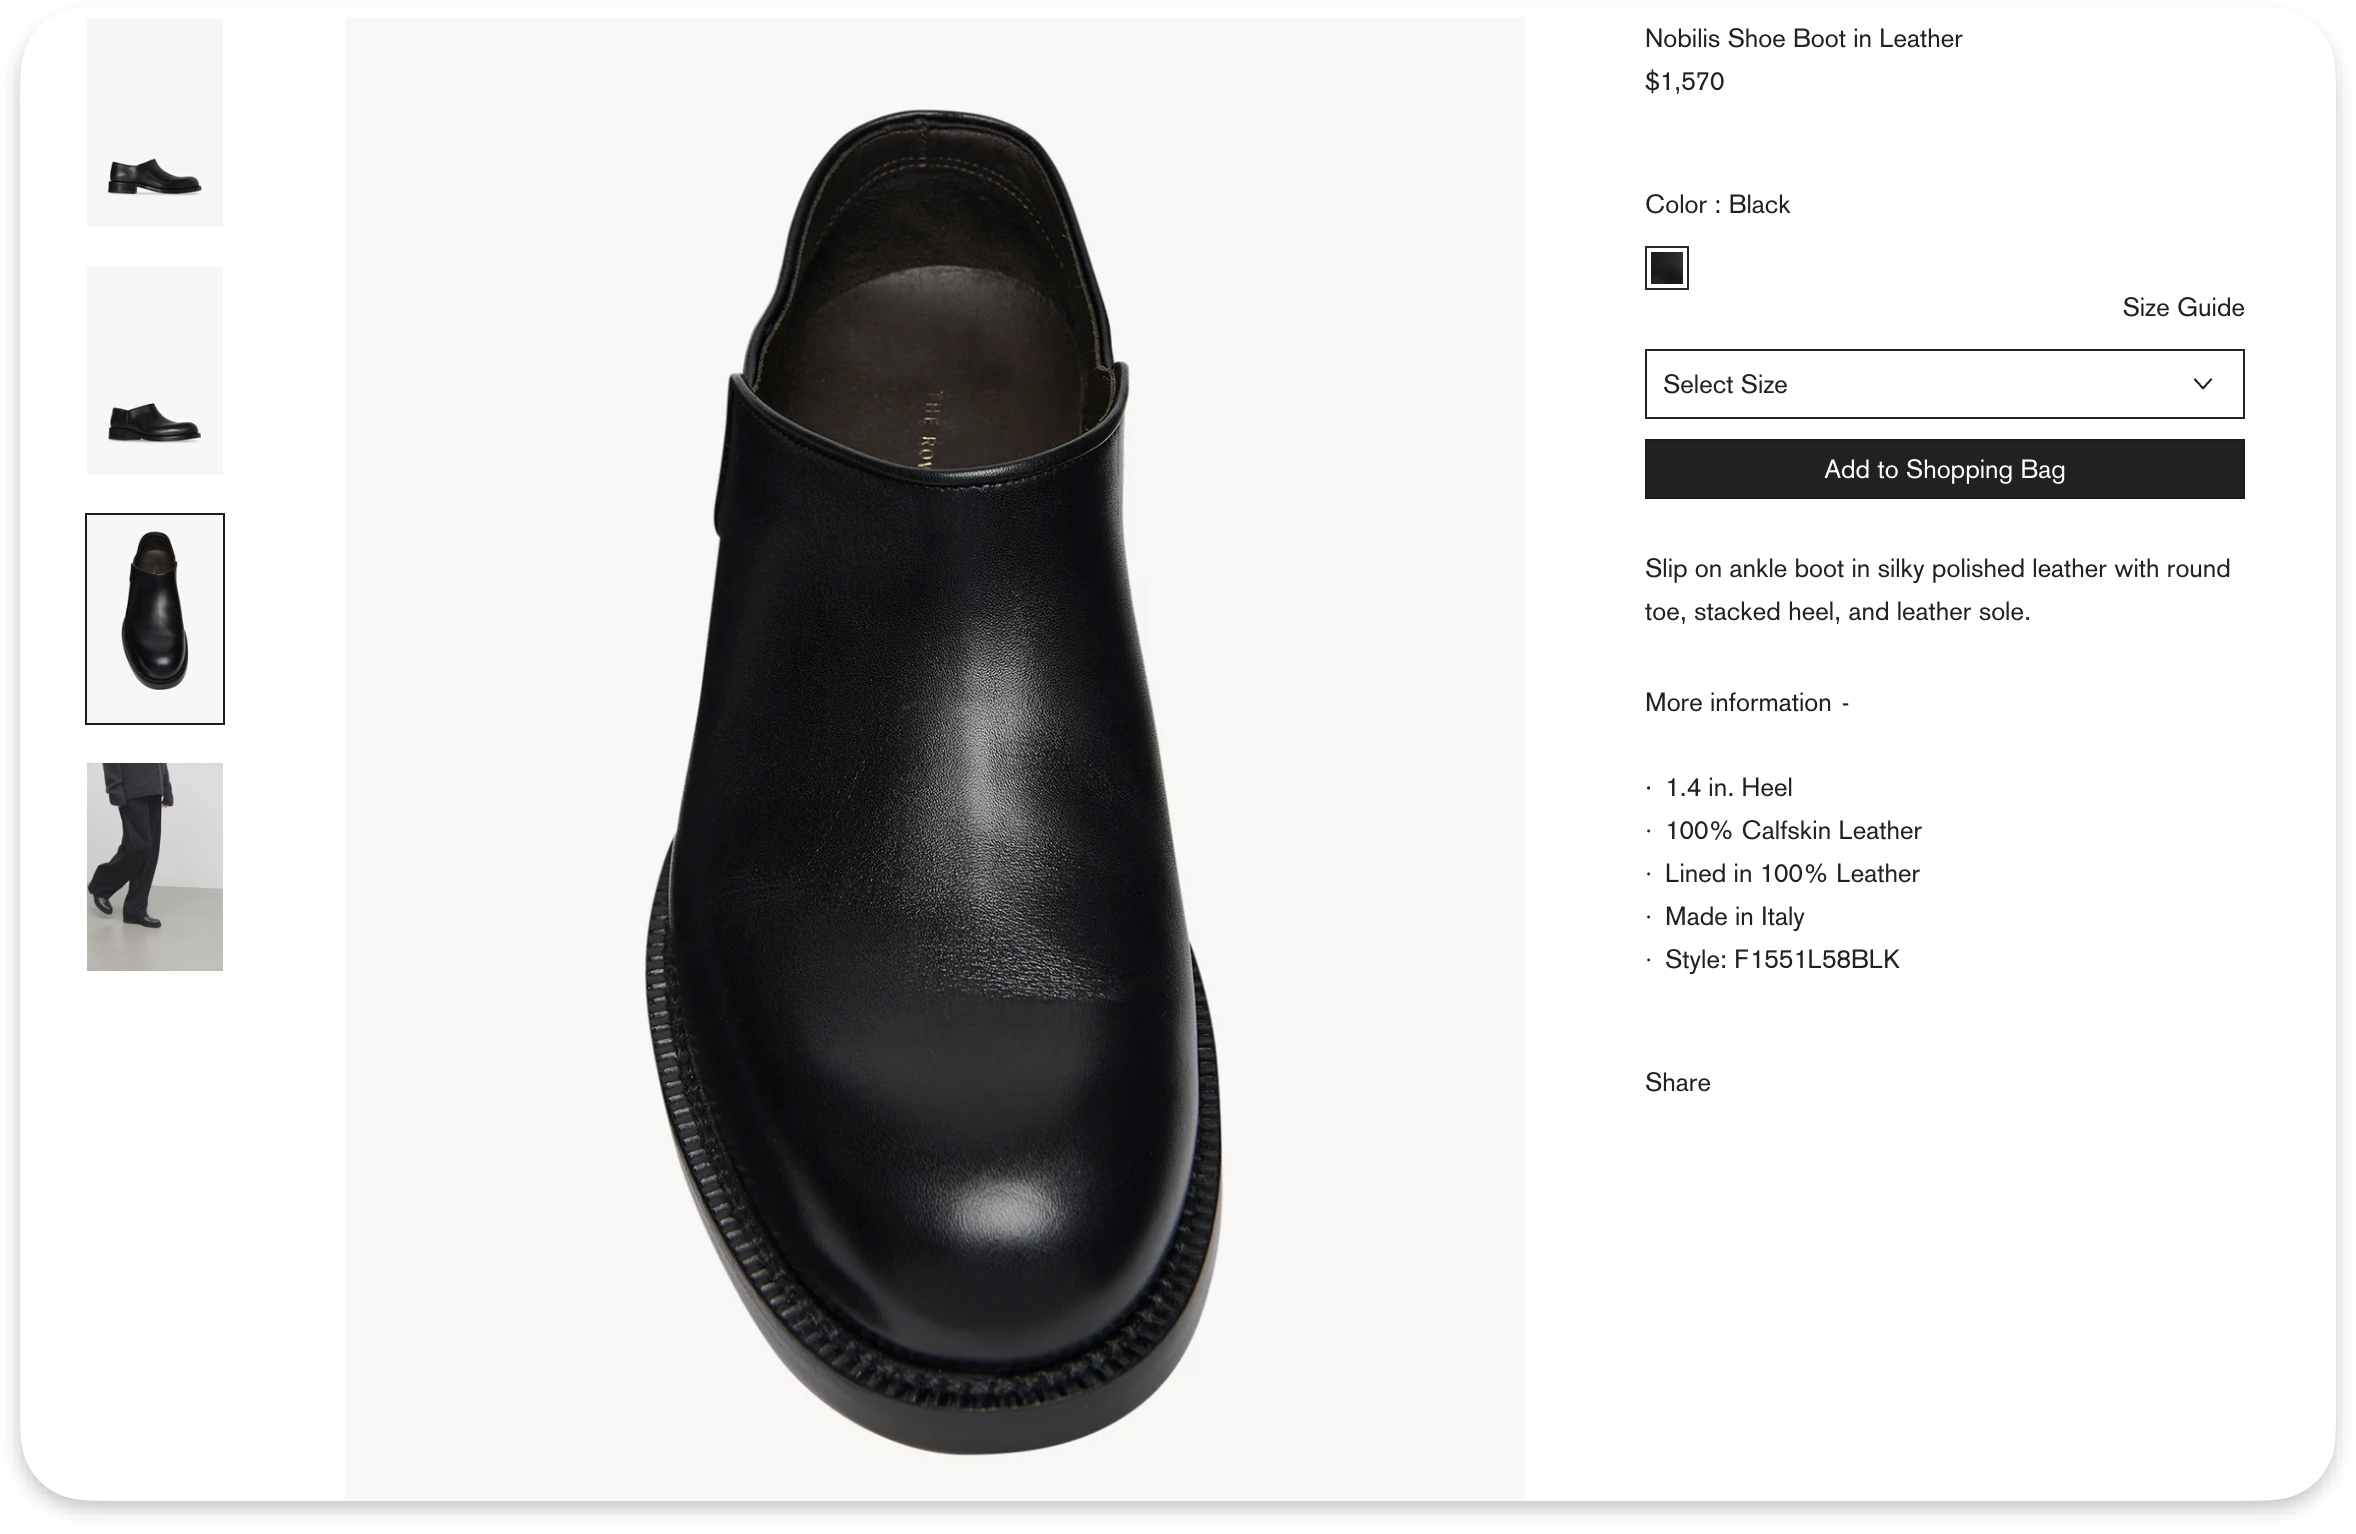 Nobilis Shoe Boot in Leather
$1,570
Color : Black
Size Guide
Select Size
Add to Shopping Bag
Slip on ankle boot in silky polished leather with round
toe, stacked heel, and leather sole.
More information -
· 1.4 in. Heel
· 100% Calfskin Leather
· Lined in 100% Leather
· Made in Italy
· Style: F1551L58BLK
Share
THE ROW